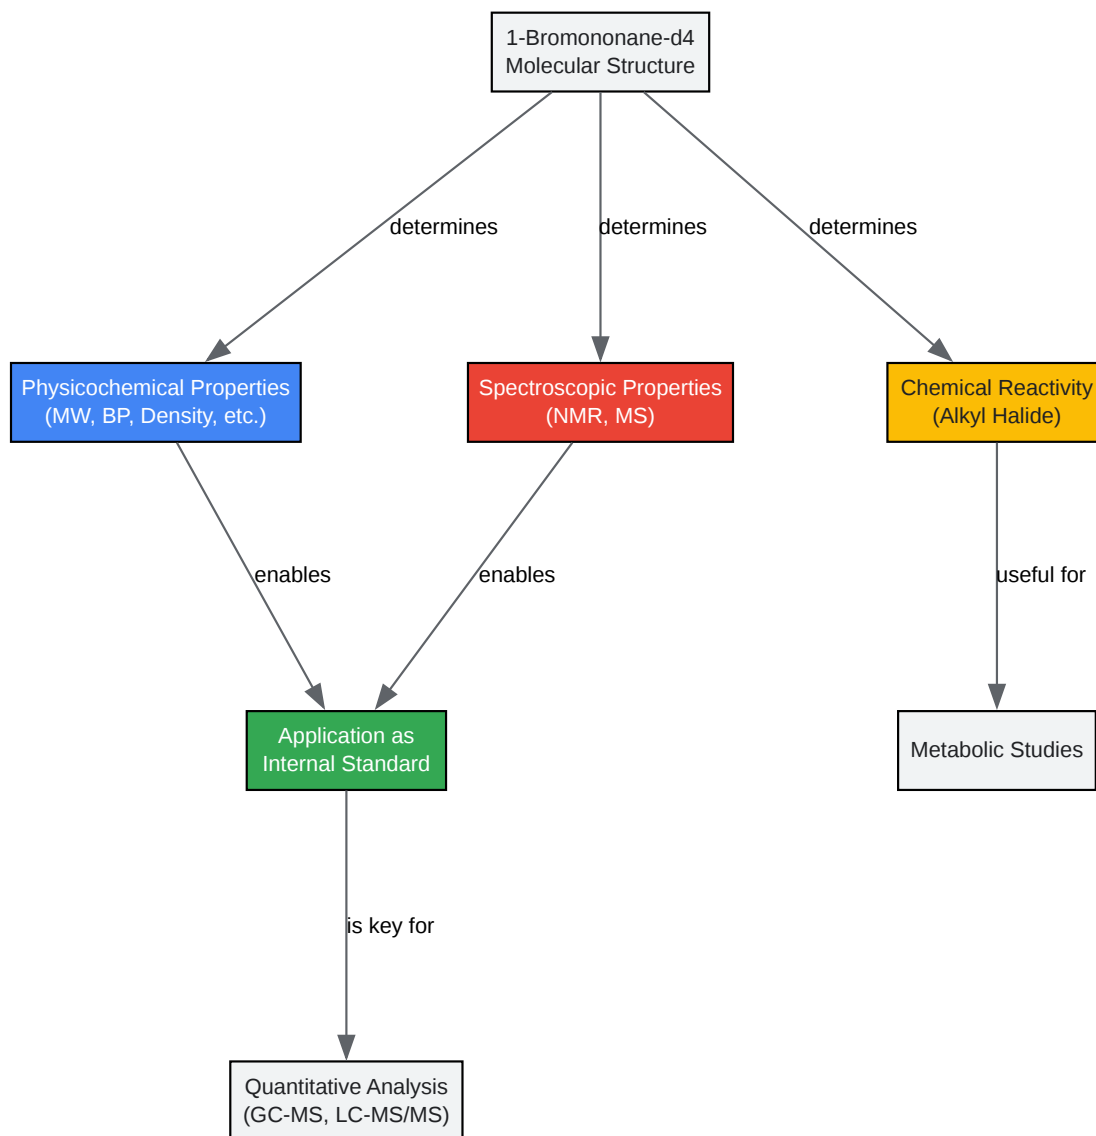 1-Bromononane-d4
Molecular Structure
determines
determines
determines
Physicochemical Properties
(MW, BP, Density, etc.)
Spectroscopic Properties
(NMR, MS)
Chemical Reactivity
(Alkyl Halide)
enables
enables
useful for
Application as
Internal Standard
Metabolic Studies
is key for
Quantitative Analysis
(GC-MS, LC-MS/MS)